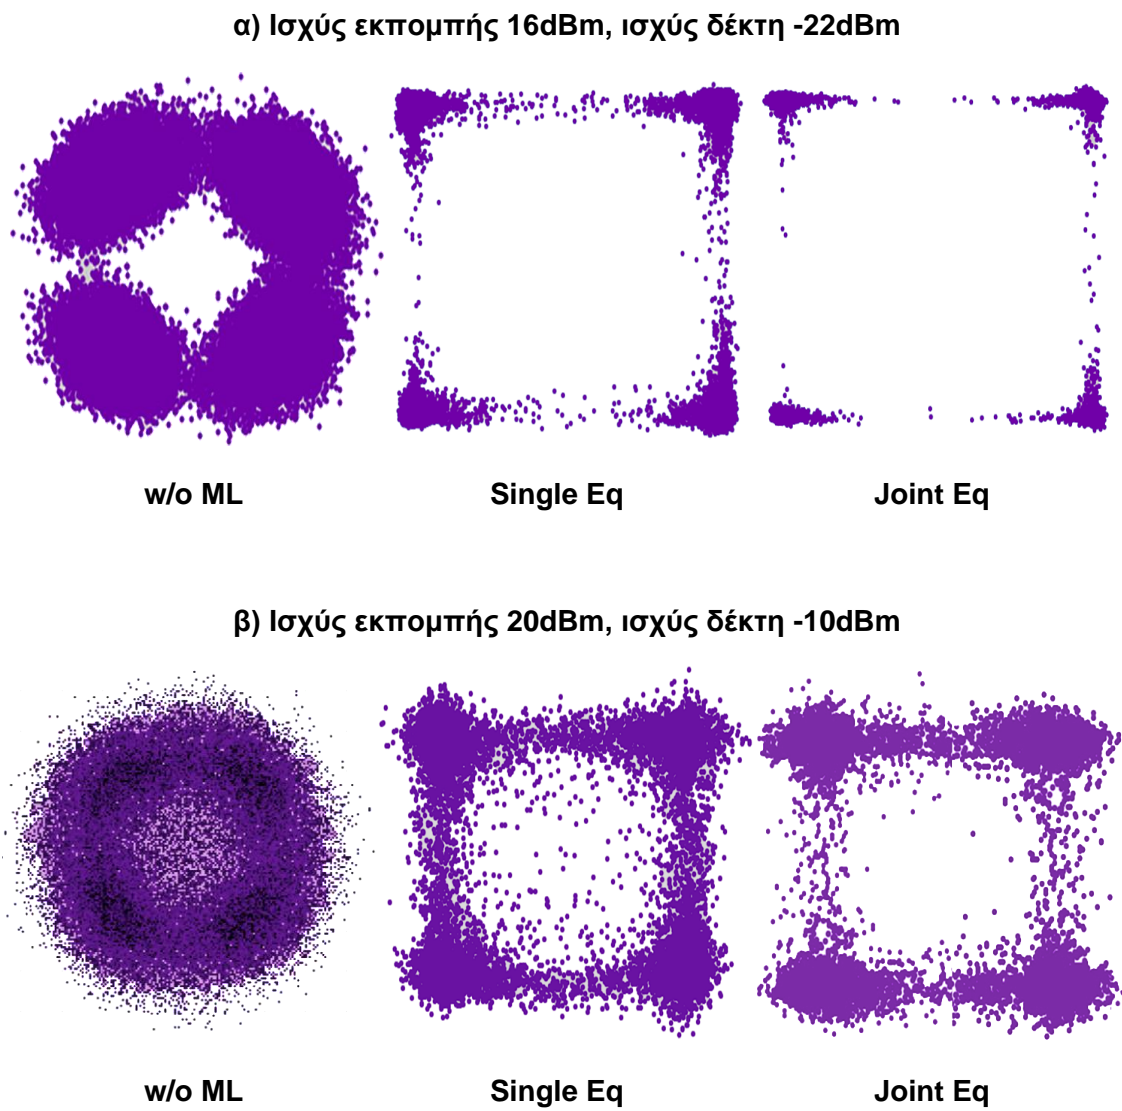 α) Ισχύς εκπομπής 16dBm, ισχύς δέκτη -22dBm
w/o ML Single Eq Joint Eq
β) Ισχύς εκπομπής 20dBm, ισχύς δέκτη -10dBm
w/o ML Single Eq Joint Eq